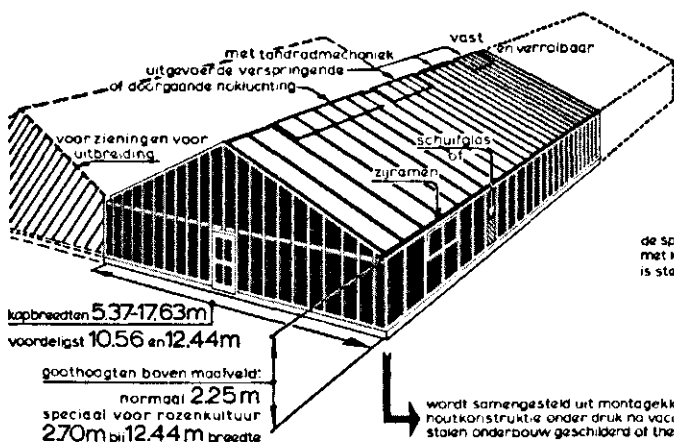 vast
en verrolbaar
met tandradmechaniek
uitgevoerde verspringende
of doorgaande nokluchting
voorzieningen voor
uitbreiding
schuifglas
of
zijramen
de sp
met k
is ste
kapbreedten 5.37-17.63m
voordeligst 10.56 en 12.44m
goothoogten boven maaiveld:
normaal 2,25m
speciaal voor rozenkultuur
2.70m bij 12.44m breedte
wordt samengesteld uit montagekl
houtkonstruktie onder druk na vacu
stalen onderbouw geschilderd of the